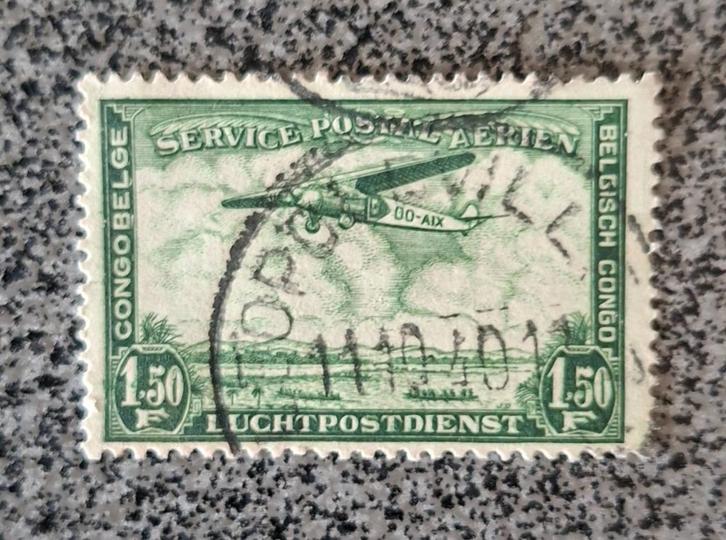 SERVICE POSTAL AERIEN
CONGO BELGE
BELGISCH CONGO
OO-AIX
1.50
F
LUCHTPOSTDIENST
1.50
F